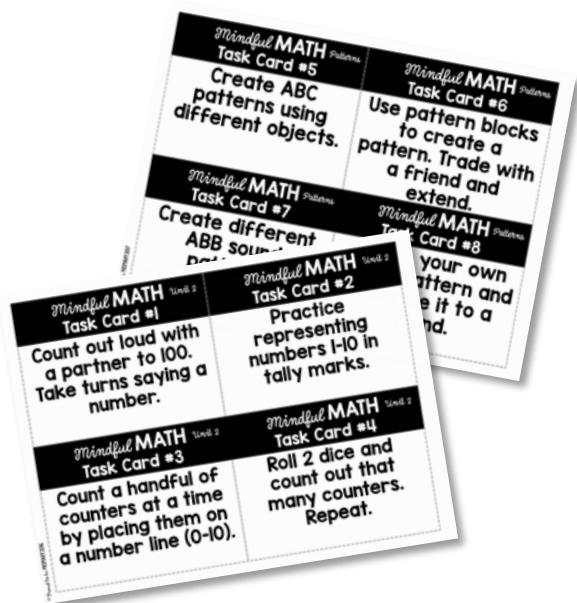 Mindful MATH Patterns
Task Card #5
Create ABC
patterns using
different objects.
Mindful MATH Patterns
Task Card #6
Use pattern blocks
to create a
pattern. Trade with
a friend and
extend.
Mindful MATH Patterns
Task Card #7
Create different
ABB
Mindful MATH Patterns
Card #8
your own
and
it to a
Mindful MATH Unit 2
Task Card #1
Count out loud with
a partner to 100.
Take turns saying a
number.
Mindful MATH Unit 2
Task Card #2
Practice
representing
numbers 1-10 in
tally marks.
Mindful MATH Unit 2
Task Card #3
Count a handful of
counters at a time
by placing them on
a number line (0-10).
Mindful MATH Unit 2
Task Card #4
Roll 2 dice and
count out that
many counters.
Repeat.